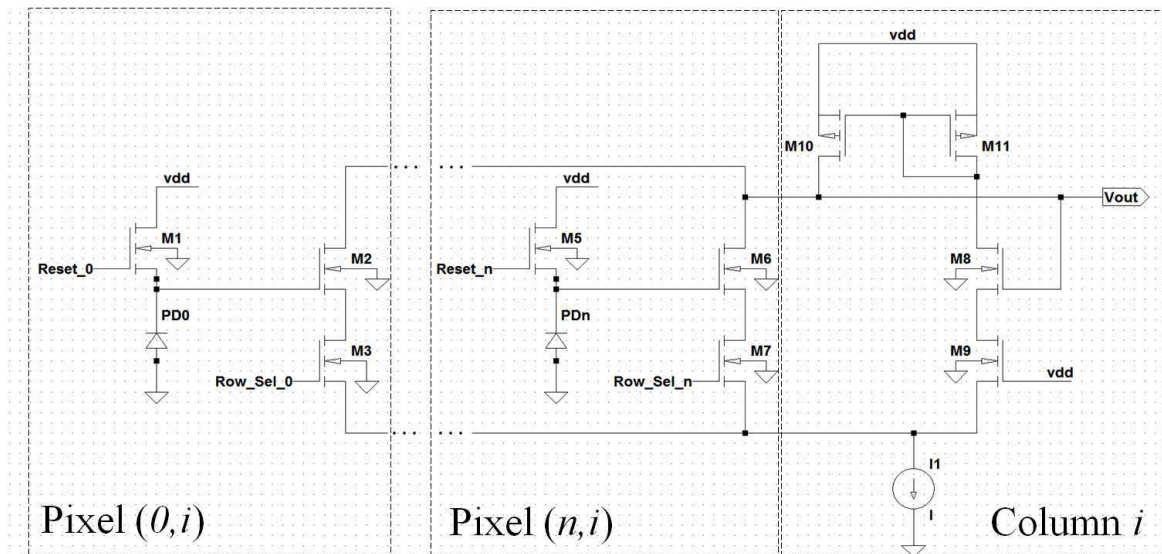 vdd
M10
M11
vdd
vdd
Vout
M1
M5
M2
M6
M8
Reset_0
Reset_n
PD0
PDn
M3
M7
M9
Row_Sel_0
Row_Sel_n
vdd
I1
I
Pixel (0,i)
Pixel (n,i)
Column i